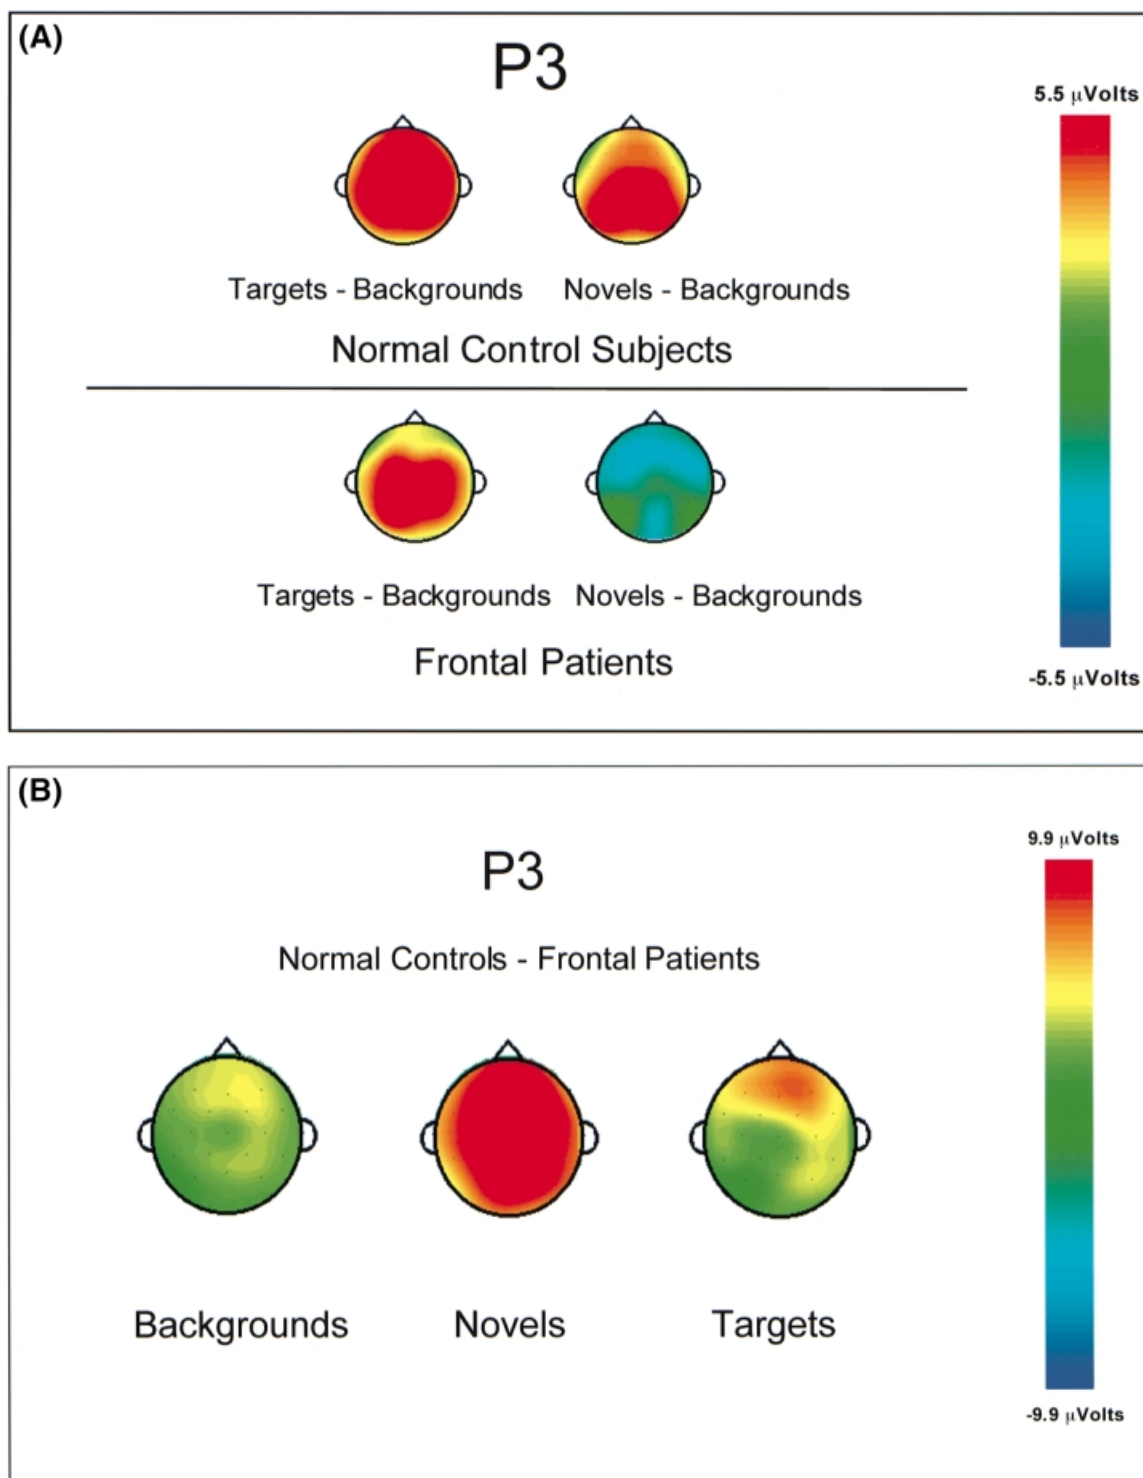 (A)
P3
5.5 μVolts
Targets - Backgrounds
Novels - Backgrounds
Normal Control Subjects
Targets - Backgrounds
Novels - Backgrounds
Frontal Patients
-5.5 μVolts
(B)
9.9 μVolts
P3
Normal Controls - Frontal Patients
Backgrounds
Novels
Targets
-9.9 μVolts